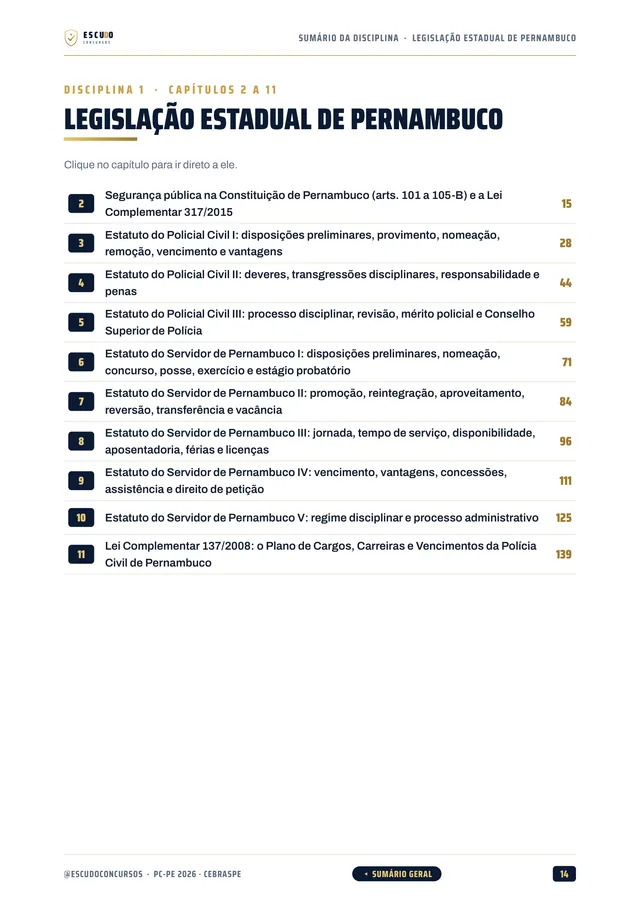 ESCUDO
CONCURSOS
SUMÁRIO DA DISCIPLINA · LEGISLAÇÃO ESTADUAL DE PERNAMBUCO
DISCIPLINA 1 · CAPÍTULOS 2 A 11
LEGISLAÇÃO ESTADUAL DE PERNAMBUCO
Clique no capítulo para ir direto a ele.
2 Segurança pública na Constituição de Pernambuco (arts. 101 a 105-B) e a Lei
Complementar 317/2015 15
3 Estatuto do Policial Civil I: disposições preliminares, provimento, nomeação,
remoção, vencimento e vantagens 28
4 Estatuto do Policial Civil II: deveres, transgressões disciplinares, responsabilidade e
penas 44
5 Estatuto do Policial Civil III: processo disciplinar, revisão, mérito policial e Conselho
Superior de Polícia 59
6 Estatuto do Servidor de Pernambuco I: disposições preliminares, nomeação,
concurso, posse, exercício e estágio probatório 71
7 Estatuto do Servidor de Pernambuco II: promoção, reintegração, aproveitamento,
reversão, transferência e vacância 84
8 Estatuto do Servidor de Pernambuco III: jornada, tempo de serviço, disponibilidade,
aposentadoria, férias e licenças 96
9 Estatuto do Servidor de Pernambuco IV: vencimento, vantagens, concessões,
assistência e direito de petição 111
10 Estatuto do Servidor de Pernambuco V: regime disciplinar e processo administrativo 125
11 Lei Complementar 137/2008: o Plano de Cargos, Carreiras e Vencimentos da Polícia
Civil de Pernambuco 139
@ESCUDOCONCURSOS · PC-PE 2026 · CEBRASPE
SUMÁRIO GERAL
14